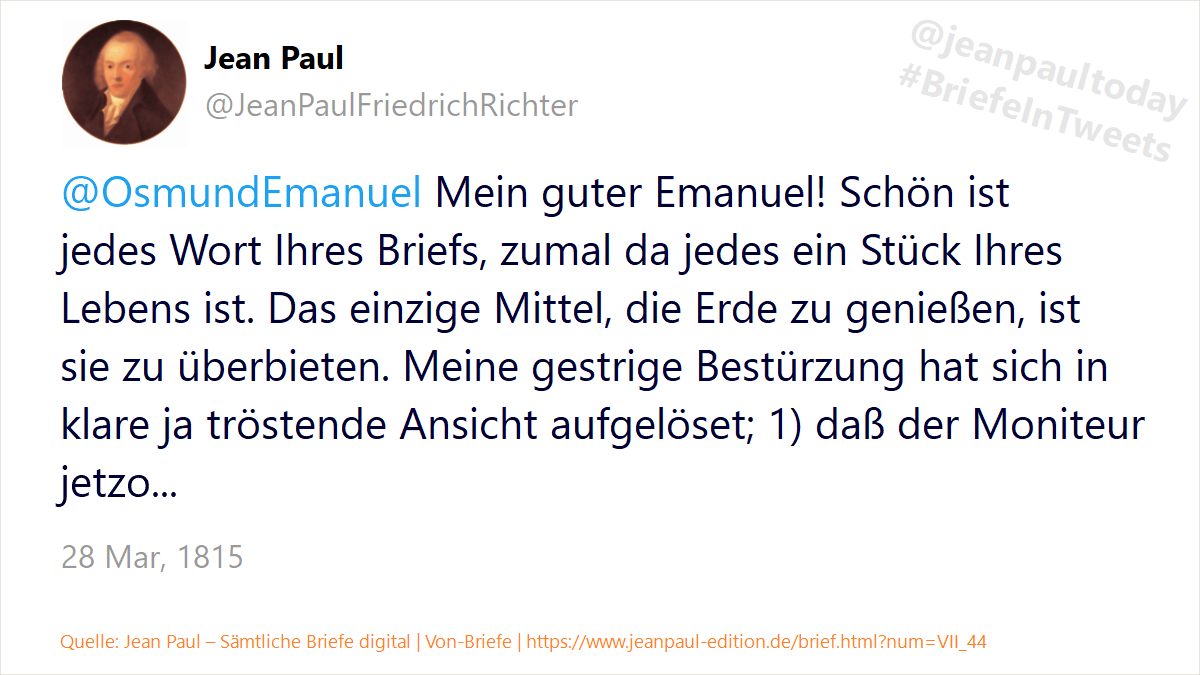 Jean Paul
@JeanPaulFriedrichRichter
@jeanpaultoday
#BriefeInTweets
@OsmundEmanuel Mein guter Emanuel! Schön ist
jedes Wort Ihres Briefs, zumal da jedes ein Stück Ihres
Lebens ist. Das einzige Mittel, die Erde zu genießen, ist
sie zu überbieten. Meine gestrige Bestürzung hat sich in
klare ja tröstende Ansicht aufgelöset; 1) daß der Moniteur
jetzo...
28 Mar, 1815
Quelle: Jean Paul – Sämtliche Briefe digital | Von-Briefe | https://www.jeanpaul-edition.de/brief.html?num=VII_44